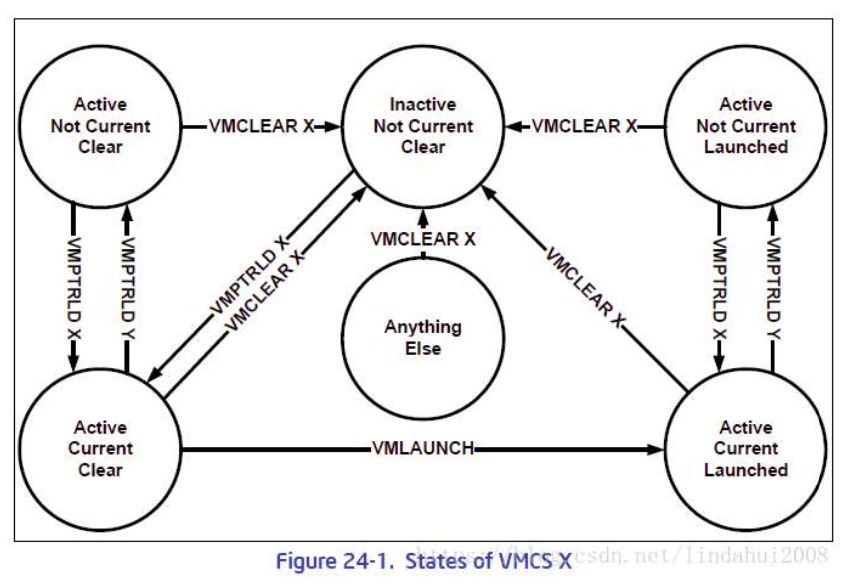 Active
Not Current
Clear
VMCLEAR X
Inactive
Not Current
Clear
VMCLEAR X
Active
Not Current
Launched
VMPTRLD X
VMPTRLD Y
VMPTRLD X
VMCLEAR X
VMCLEAR X
Anything
Else
VMCLEAR X
VMPTRLD X
VMPTRLD Y
Active
Current
Clear
VMLAUNCH
Active
Current
Launched
Figure 24-1. States of VMCS X
csdn.net/lindahui2008